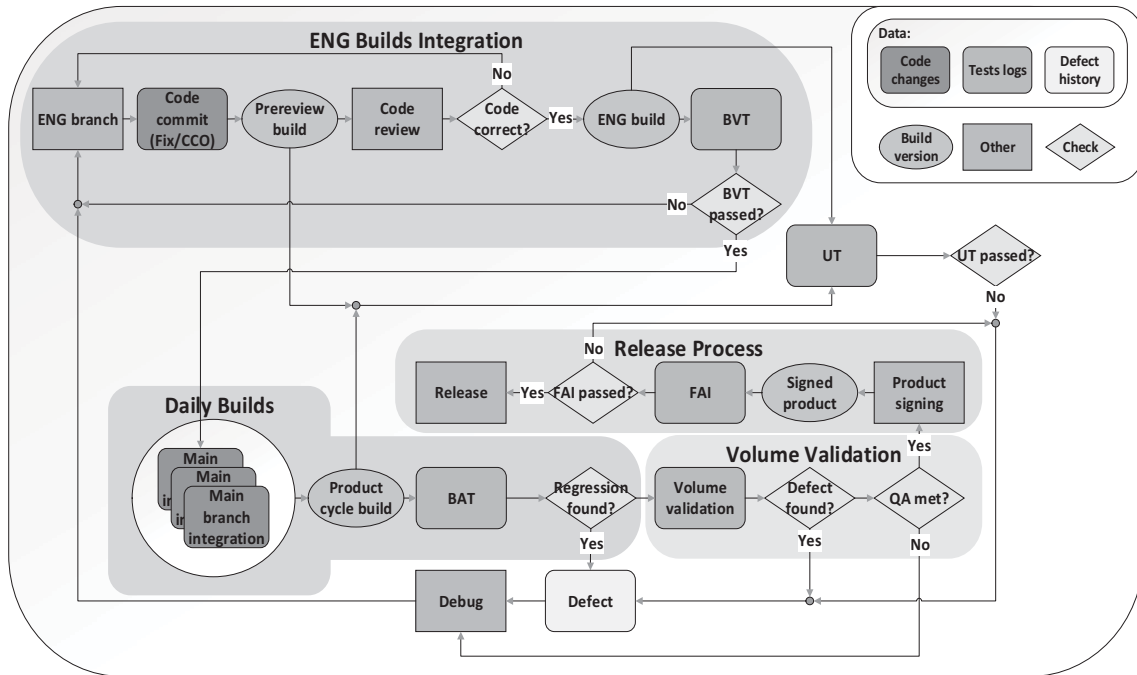 ENG Builds Integration
No
ENG branch
Code
commit
(Fix/CCO)
Prereview
build
Code
review
Code
correct?
Yes
ENG build
BVT
No
BVT
passed?
Yes
Data:
Code
changes
Tests logs
Defect
history
Build
version
Other
Check
UT
UT passed?
No
No
Release Process
Release
Yes
FAI passed?
FAI
Signed
product
Product
signing
Yes
Daily Builds
Main
in
Main
in
Main
branch
integration
Product
cycle build
BAT
Regression
found?
Yes
Volume Validation
Volume
validation
Defect
found?
Yes
QA met?
No
Debug
Defect